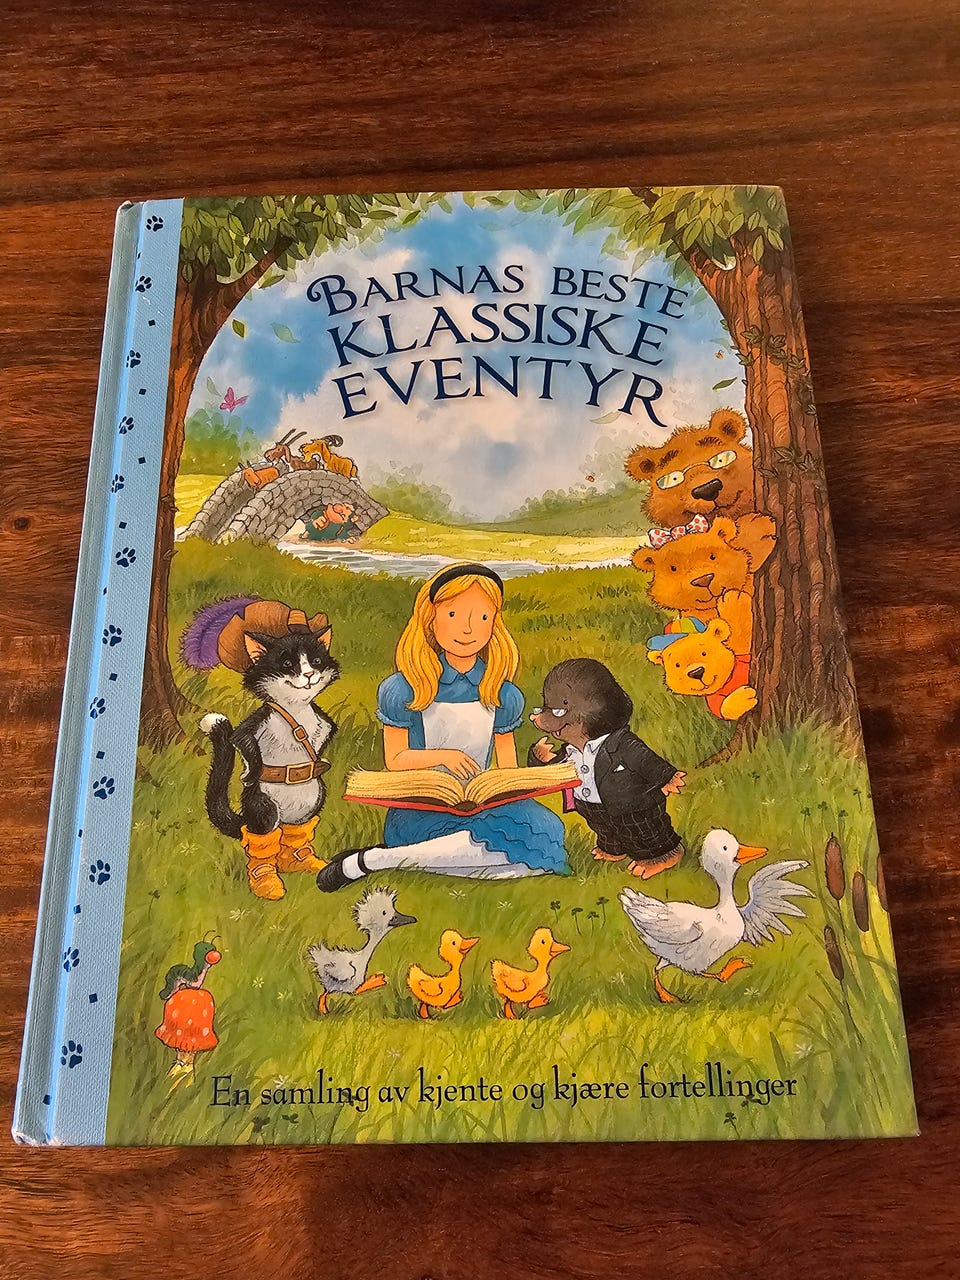 BARNAS BESTE
KLASSISKE
EVENTYR
En samling av kjente og kjære fortellinger